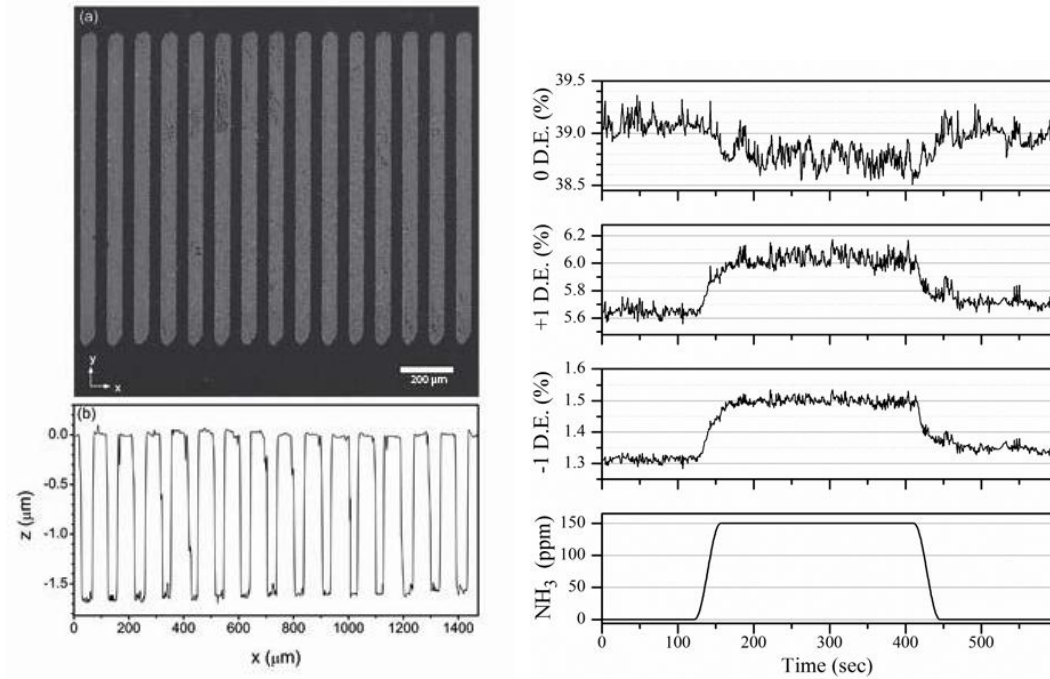 (a)
y
x
200 µm
(b)
0.0
-0.5
-1.0
-1.5
z (µm)
0 200 400 600 800 1000 1200 1400
x (µm)
39.5
39.0
38.5
0 D.E. (%)
6.2
6.0
5.8
5.6
+1 D.E. (%)
1.6
1.5
1.4
1.3
-1 D.E. (%)
150
100
50
0
NH₃ (ppm)
0 100 200 300 400 500
Time (sec)